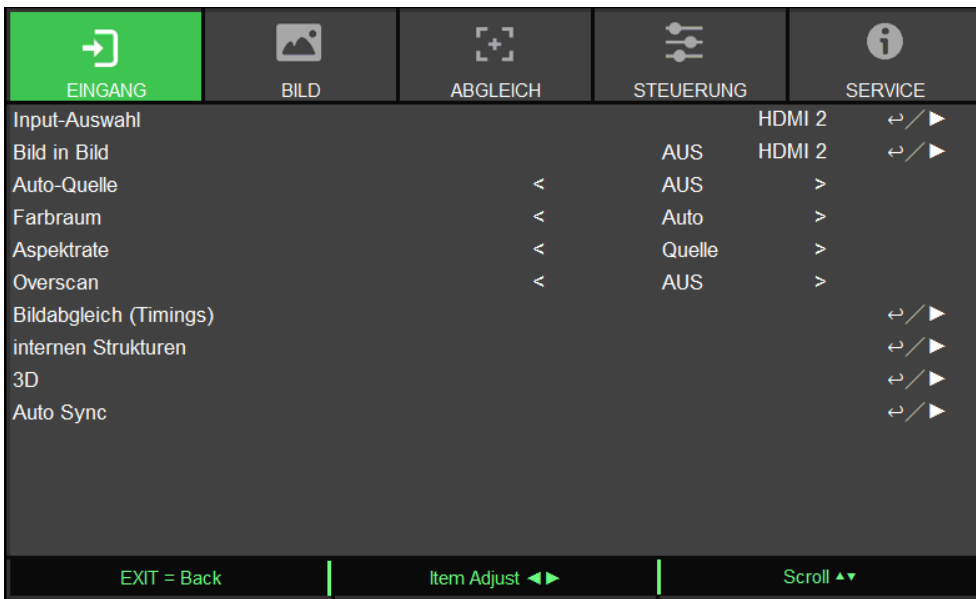 EINGANG BILD ABGLEICH STEUERUNG SERVICE
Input-Auswahl HDMI 2 ↩/▶
Bild in Bild AUS HDMI 2 ↩/▶
Auto-Quelle < AUS >
Farbraum < Auto >
Aspektrate < Quelle >
Overscan < AUS >
Bildabgleich (Timings) ↩/▶
internen Strukturen ↩/▶
3D ↩/▶
Auto Sync ↩/▶
EXIT = Back Item Adjust ◀▶ Scroll ▲▼